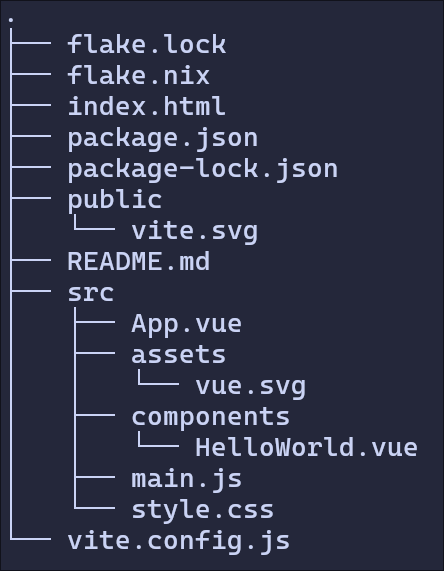 .
├── flake.lock
├── flake.nix
├── index.html
├── package.json
├── package-lock.json
├── public
│   └── vite.svg
├── README.md
├── src
│   ├── App.vue
│   ├── assets
│   │   └── vue.svg
│   ├── components
│   │   └── HelloWorld.vue
│   ├── main.js
│   └── style.css
└── vite.config.js